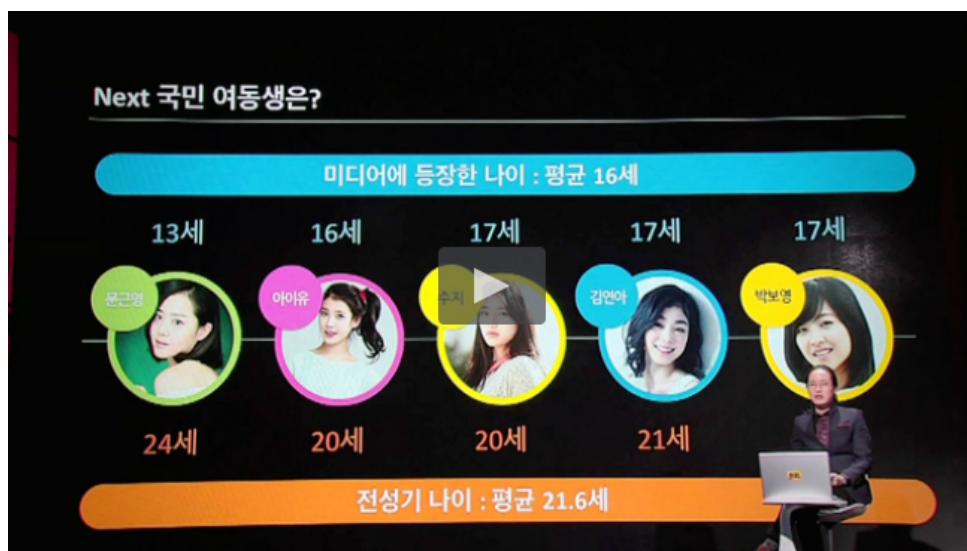 Next 국민 여동생은?
미디어에 등장한 나이 : 평균 16세
13세 16세 17세 17세 17세
문근영 아이유 수지 김연아 박보영
24세 20세 20세 21세
전성기 나이 : 평균 21.6세